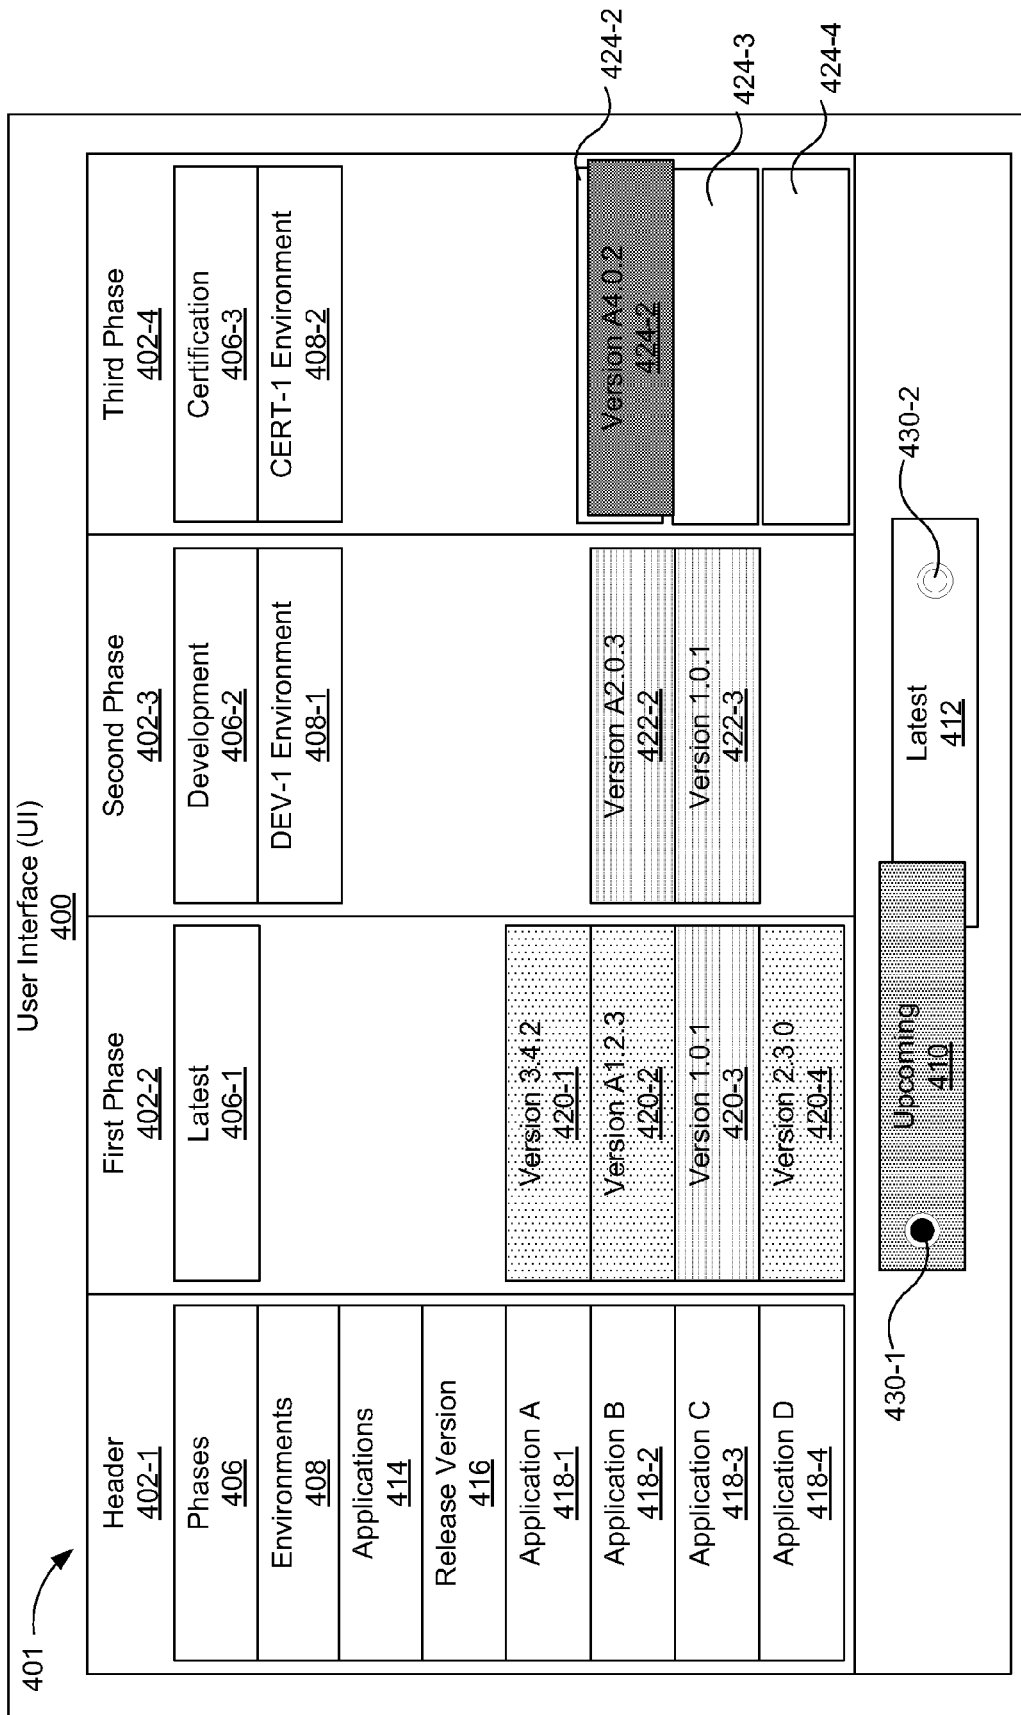 User Interface (UI)
400
401
Header
402-1
First Phase
402-2
Second Phase
402-3
Third Phase
402-4
Phases
406
Latest
406-1
Development
406-2
Certification
406-3
Environments
408
DEV-1 Environment
408-1
CERT-1 Environment
408-2
Applications
414
Release Version
416
Application A
418-1
Version 3.4.2
420-1
Application B
418-2
Version A1.2.3
420-2
Version A2.0.3
422-2
Version A4.0.2
424-2
424-2
Application C
418-3
Version 1.0.1
420-3
Version 1.0.1
422-3
424-3
Application D
418-4
Version 2.3.0
420-4
424-4
430-1
Upcoming
410
Latest
412
430-2